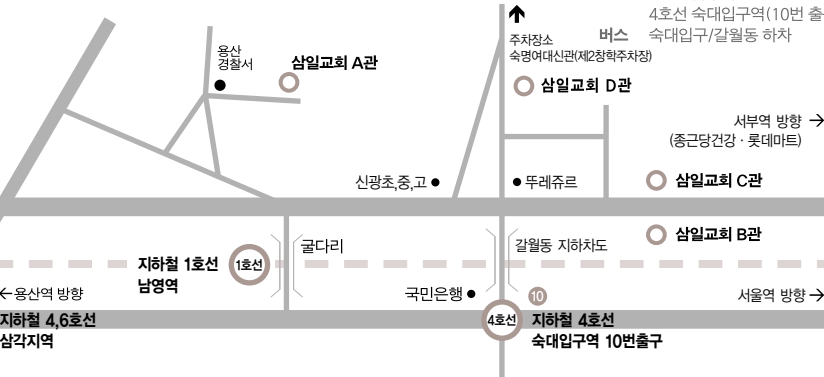 4호선 숙대입구역(10번 출
버스 숙대입구/갈월동 하차
주차장소
숙명여대신관(제2창학주차장)
용산
경찰서
삼일교회 A관
삼일교회 D관
서부역 방향
(종근당건강 · 롯데마트)
신광초,중,고
뚜레쥬르
삼일교회 C관
삼일교회 B관
굴다리
갈월동 지하차도
지하철 1호선
남영역
1호선
용산역 방향
국민은행
10
서울역 방향
지하철 4,6호선
삼각지역
4호선
지하철 4호선
숙대입구역 10번출구